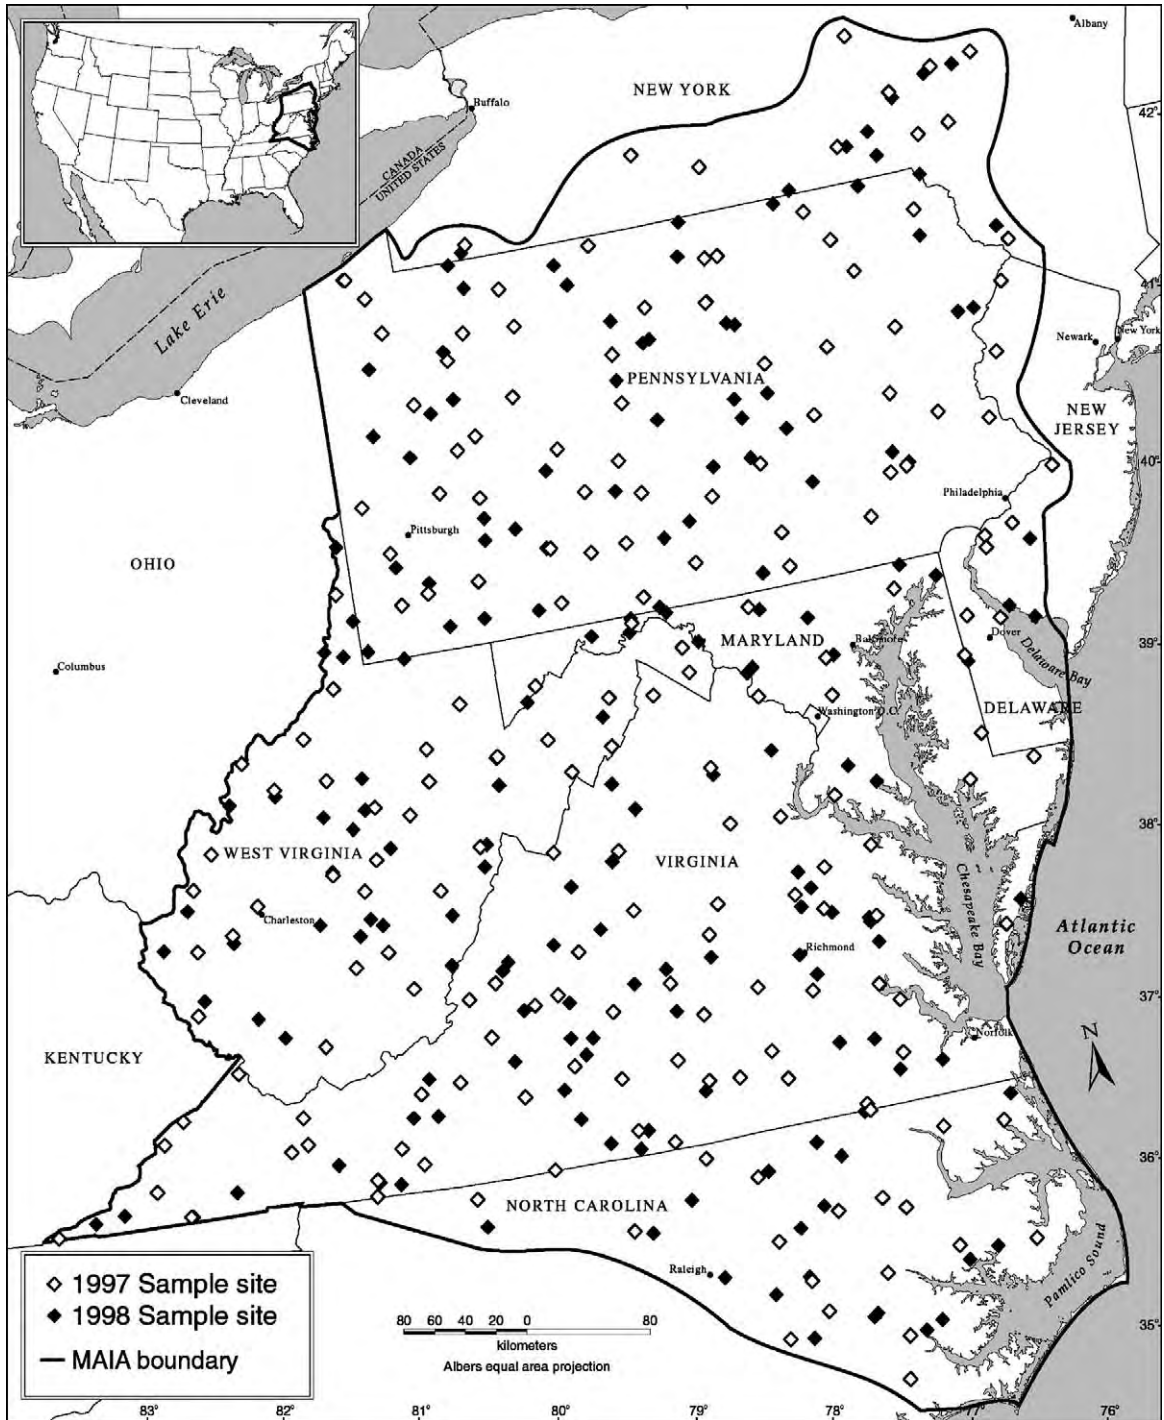 Albany
NEW YORK
Buffalo
42°
CANADA
UNITED STATES
41°
Lake Erie
Newark
New York
PENNSYLVANIA
Cleveland
NEW
JERSEY
40°
Philadelphia
Pittsburgh
OHIO
MARYLAND
Baltimore
Dover
39°
Columbus
Delaware Bay
DELAWARE
Washington D.C.
38°
WEST VIRGINIA
VIRGINIA
Chesapeake Bay
Charleston
Atlantic
Ocean
Richmond
37°
Norfolk
N
KENTUCKY
36°
NORTH CAROLINA
Raleigh
Pamlico Sound
1997 Sample site
1998 Sample site
MAIA boundary
80 60 40 20 0 80
kilometers
Albers equal area projection
35°
83° 82° 81° 80° 79° 78° 77° 76°